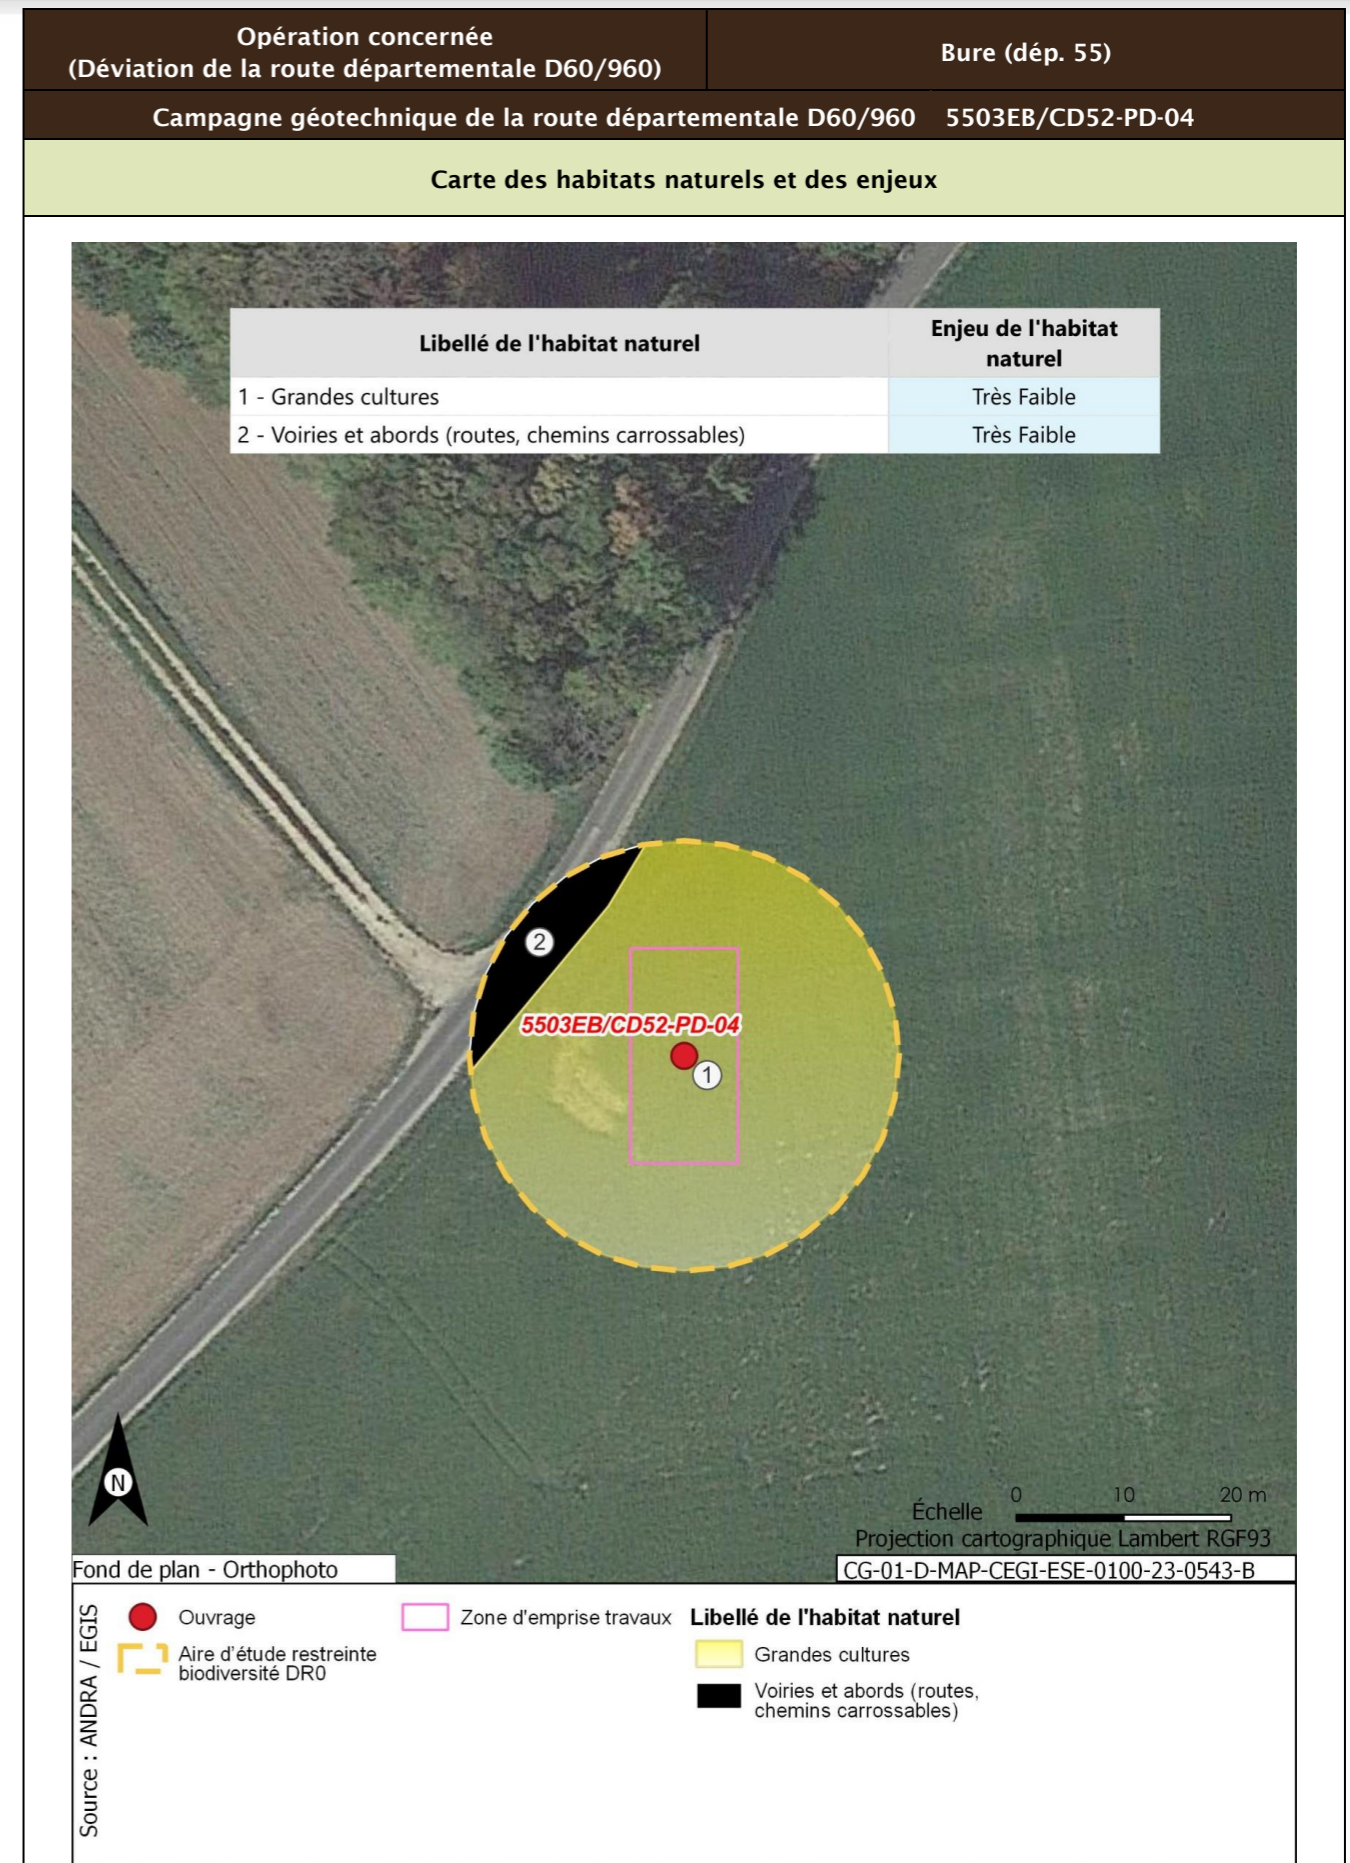 Opération concernée
(Déviation de la route départementale D60/960)
Bure (dép. 55)
Campagne géotechnique de la route départementale D60/960 5503EB/CD52-PD-04
Carte des habitats naturels et des enjeux
Libellé de l'habitat naturel
Enjeu de l'habitat
naturel
1 - Grandes cultures
Très Faible
2 - Voiries et abords (routes, chemins carrossables)
Très Faible
2
5503EB/CD52-PD-04
1
N
0 10 20 m
Échelle
Projection cartographique Lambert RGF93
Fond de plan - Orthophoto
CG-01-D-MAP-CEGI-ESE-0100-23-0543-B
Source : ANDRA / EGIS
Ouvrage
Aire d'étude restreinte
biodiversité DR0
Zone d'emprise travaux
Libellé de l'habitat naturel
Grandes cultures
Voiries et abords (routes,
chemins carrossables)